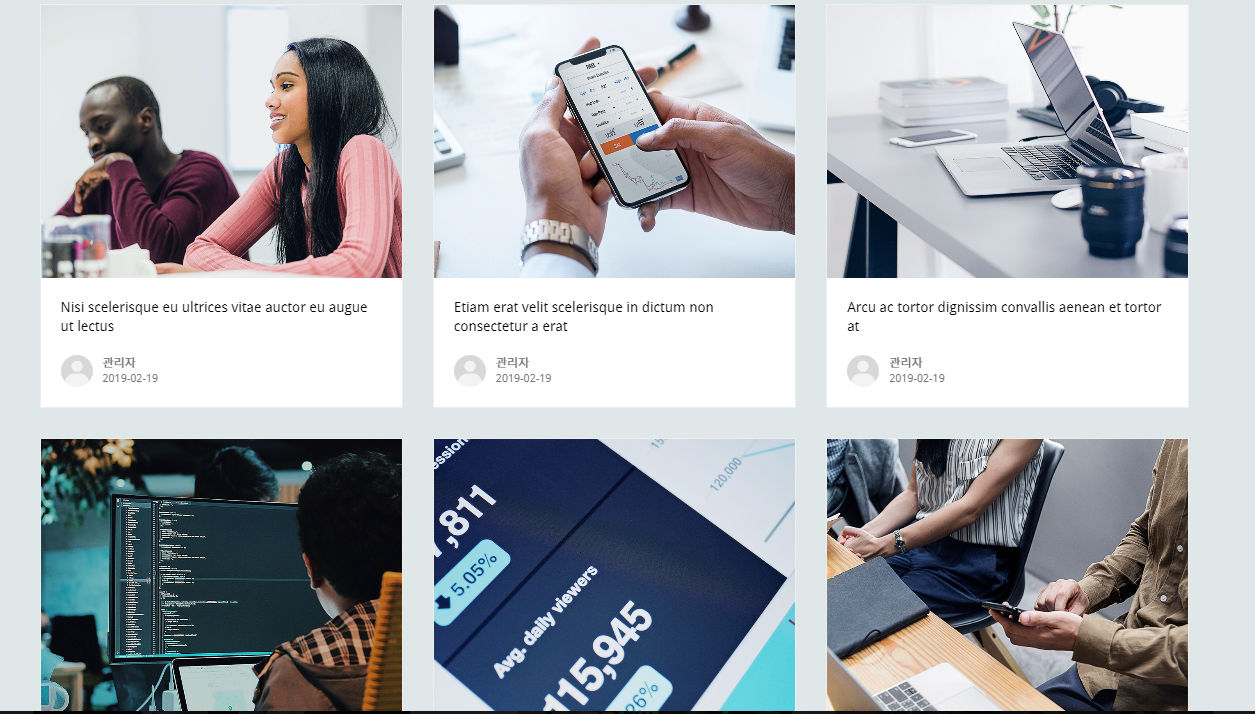 Nisi scelerisque eu ultrices vitae auctor eu augue
ut lectus
관리자
2019-02-19
Etiam erat velit scelerisque in dictum non
consectetur a erat
관리자
2019-02-19
Arcu ac tortor dignissim convallis aenean et tortor
at
관리자
2019-02-19
,811
5.05%
Avg. daily viewers
115,945
120,000